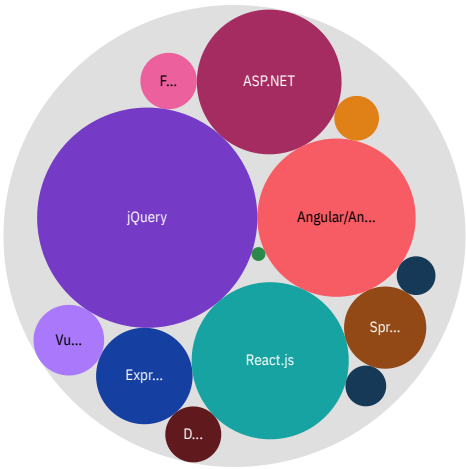 F...
ASP.NET
jQuery
Angular/An...
Vu...
Expr...
React.js
Spr...
D...